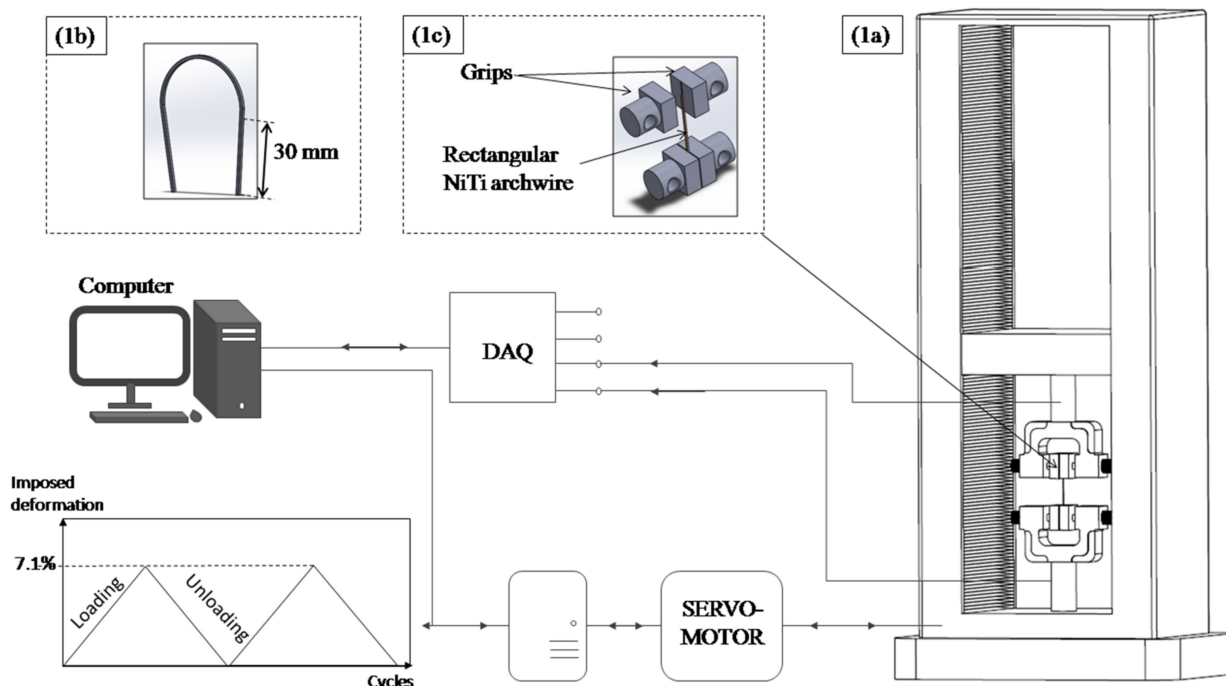 (1b)
30 mm
(1c)
Grips
Rectangular
NiTi archwire
(1a)
Computer
DAQ
Imposed
deformation
7.1%
Loading
Unloading
Cycles
SERVO-
MOTOR